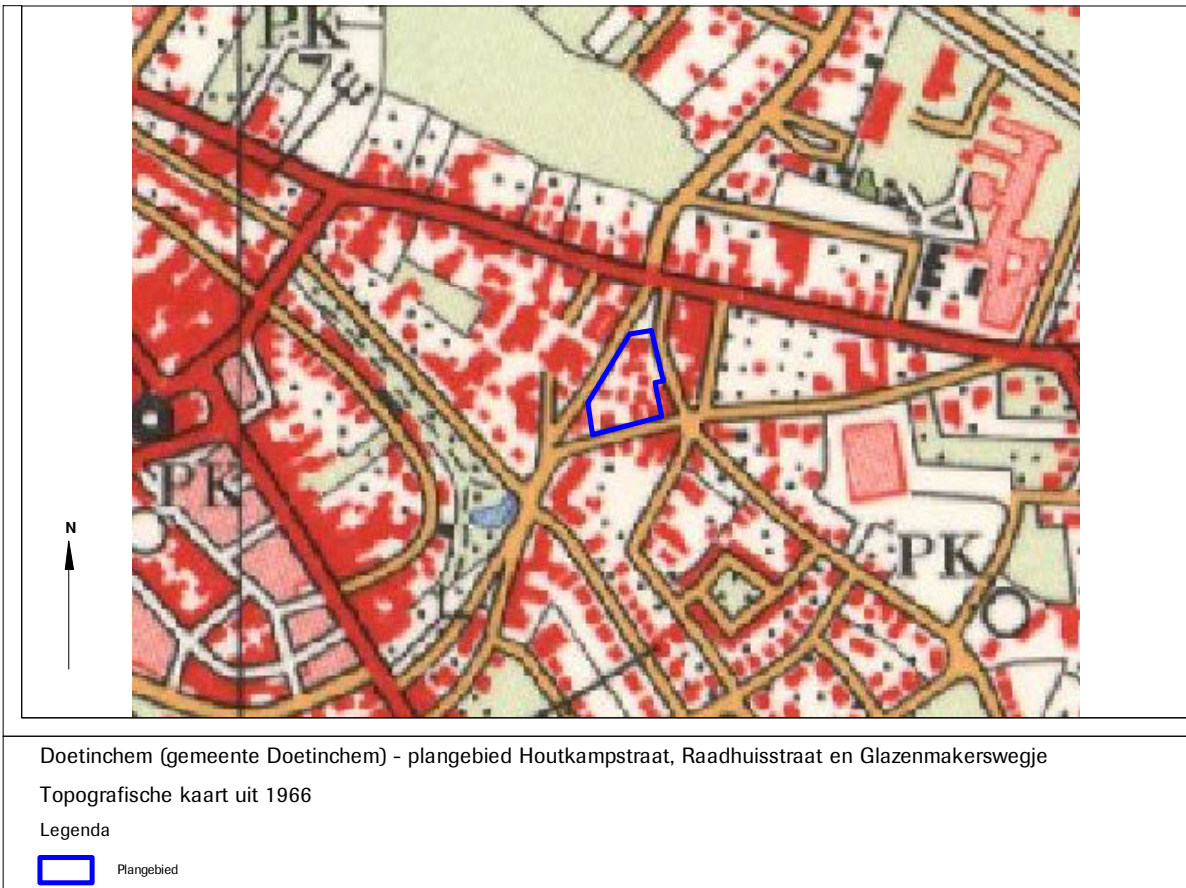 PK
PK
PK
N
Doetinchem (gemeente Doetinchem) - plangebied Houtkampstraat, Raadhuisstraat en Glazenmakerswegje
Topografische kaart uit 1966
Legenda
Plangebied